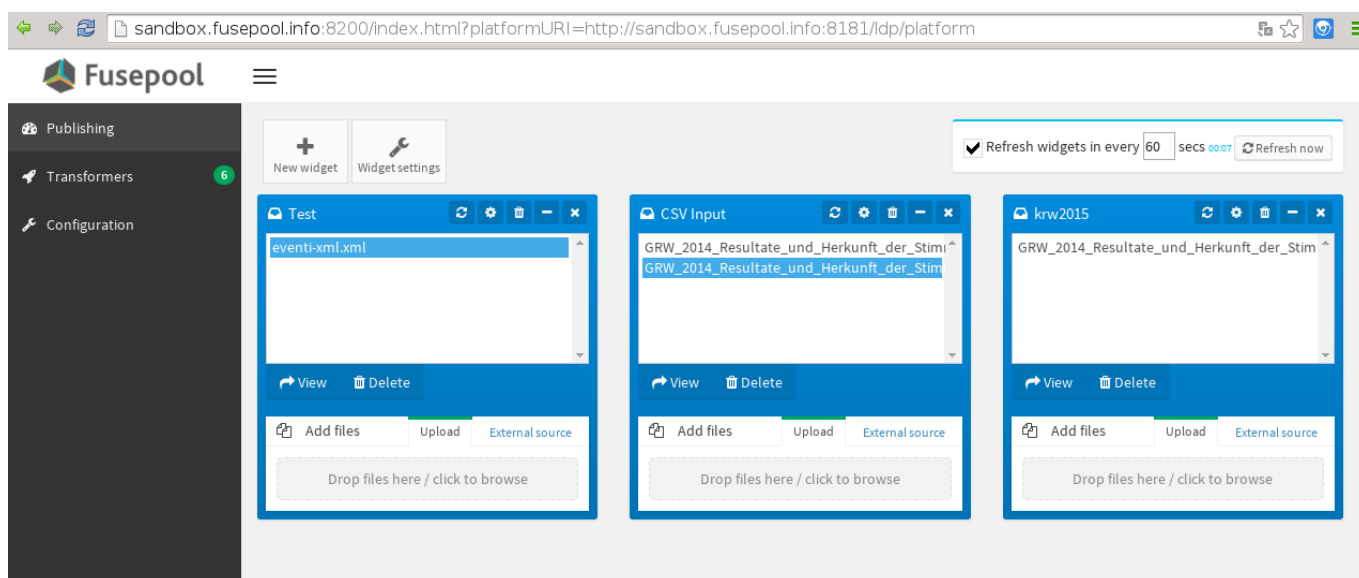 sandbox.fusepool.info:8200/index.html?platformURI=http://sandbox.fusepool.info:8181/ldp/platform
Fusepool
Publishing
Transformers 6
Configuration
New widget Widget settings
Refresh widgets in every 60 secs 00:07 Refresh now
Test
eventi-xml.xml
View Delete
Add files Upload External source
Drop files here / click to browse
CSV Input
GRW_2014_Resultate_und_Herkunft_der_Stim
GRW_2014_Resultate_und_Herkunft_der_Stim
View Delete
Add files Upload External source
Drop files here / click to browse
krw2015
GRW_2014_Resultate_und_Herkunft_der_Stim
View Delete
Add files Upload External source
Drop files here / click to browse